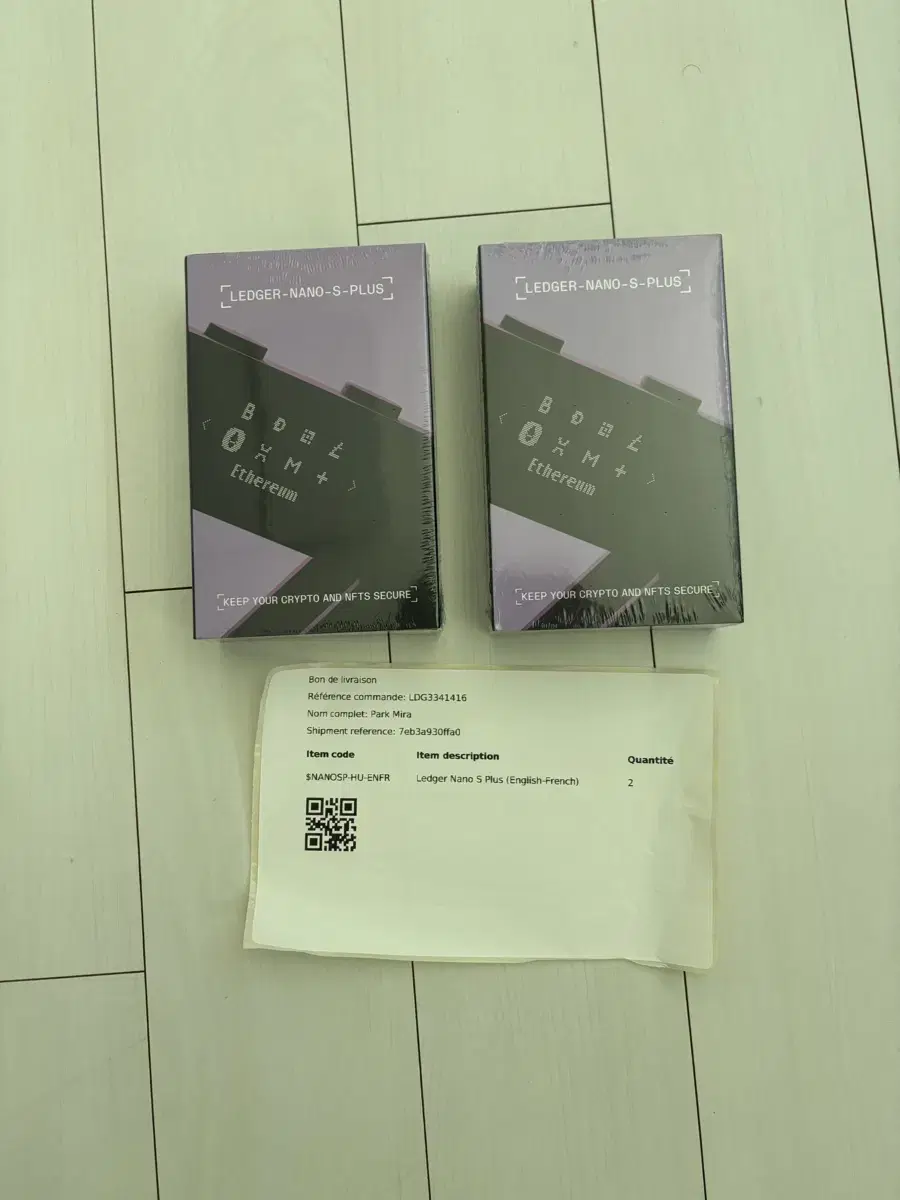 LEDGER-NANO-S-PLUS
Ethereum
KEEP YOUR CRYPTO AND NFTS SECURE
LEDGER-NANO-S-PLUS
Ethereum
KEEP YOUR CRYPTO AND NFTS SECURE
Bon de livraison
Référence commande: LDG3341416
Nom complet: Park Mira
Shipment reference: 7eb3a930ffa0
Item code Item description Quantité
$NANOSP-HU-ENFR Ledger Nano S Plus (English-French) 2